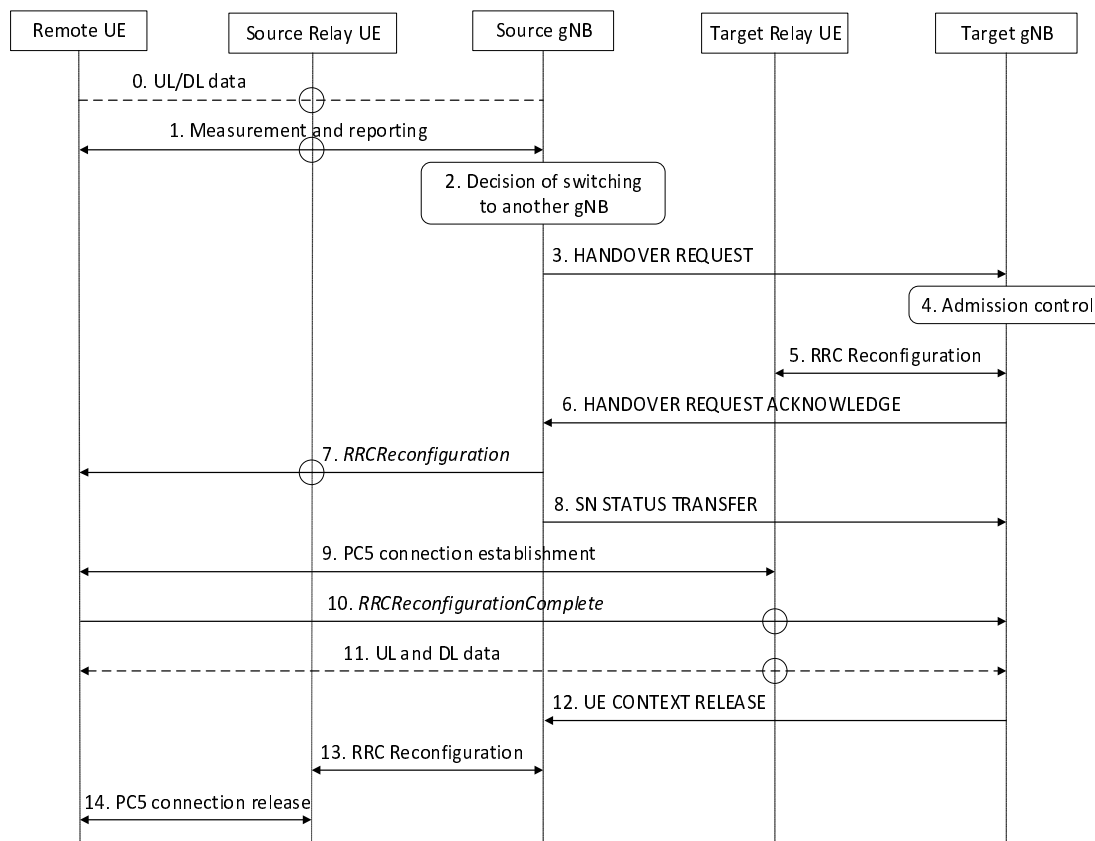 Remote UE
Source Relay UE
Source gNB
Target Relay UE
Target gNB
0. UL/DL data
1. Measurement and reporting
2. Decision of switching
to another gNB
3. HANDOVER REQUEST
4. Admission control
5. RRC Reconfiguration
6. HANDOVER REQUEST ACKNOWLEDGE
7. RRCReconfiguration
8. SN STATUS TRANSFER
9. PC5 connection establishment
10. RRCReconfigurationComplete
11. UL and DL data
12. UE CONTEXT RELEASE
13. RRC Reconfiguration
14. PC5 connection release